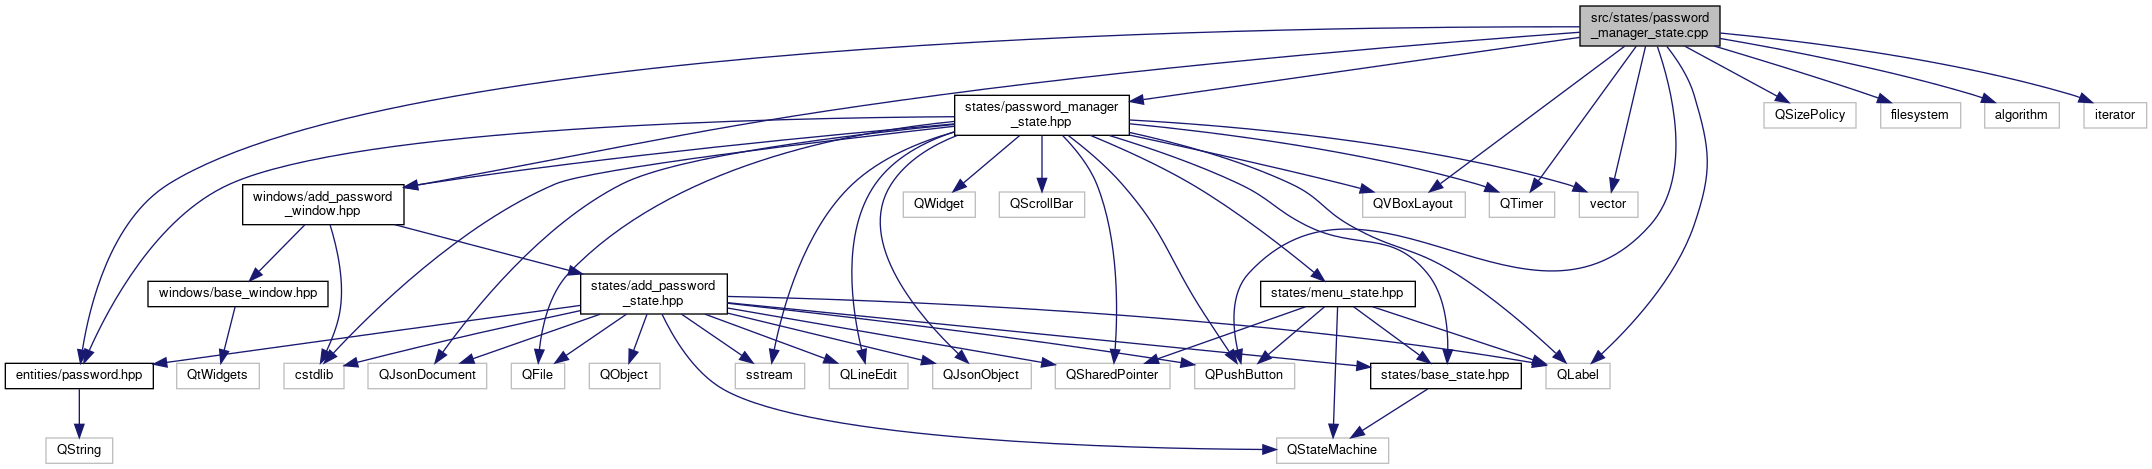 src/states/password
_manager_state.cpp
states/password_manager
_state.hpp
QSizePolicy
filesystem
algorithm
iterator
windows/add_password
_window.hpp
QWidget
QScrollBar
QVBoxLayout
QTimer
vector
windows/base_window.hpp
states/add_password
_state.hpp
states/menu_state.hpp
entities/password.hpp
QtWidgets
cstdlib
QJsonDocument
QFile
QObject
sstream
QLineEdit
QJsonObject
QSharedPointer
QPushButton
states/base_state.hpp
QLabel
QString
QStateMachine